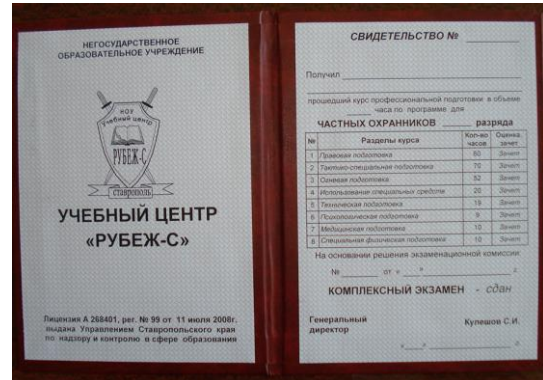 НЕГОСУДАРСТВЕННОЕ
ОБРАЗОВАТЕЛЬНОЕ УЧРЕЖДЕНИЕ
НОУ
Учебный центр
РУБЕЖ-С
СТАВРОПОЛЬ
УЧЕБНЫЙ ЦЕНТР
«РУБЕЖ-С»
Лицензия А 268401, рег. № 99 от 11 июля 2008г.
выдана Управлением Ставропольского края
по надзору и контролю в сфере образования
СВИДЕТЕЛЬСТВО №
Получил
прошедший курс профессиональной подготовки в объеме
часа по программе для
ЧАСТНЫХ ОХРАННИКОВ разряда
№ Разделы курса Кол-во часов Оценка, зачет
1 Правовая подготовка 60 Зачет
2 Тактико-специальная подготовка 70 Зачет
3 Огневая подготовка 52 Зачет
4 Использование специальных средств 20 Зачет
5 Техническая подготовка Зачет
6 Психологическая подготовка Зачет
7 Медицинская подготовка 10 Зачет
8 Специальная физическая подготовка 10 Зачет
На основании решения экзаменационной комиссии
№ от « » г.
КОМПЛЕКСНЫЙ ЭКЗАМЕН - сдан
Генеральный
директор Кулешов С.И.
« » г.